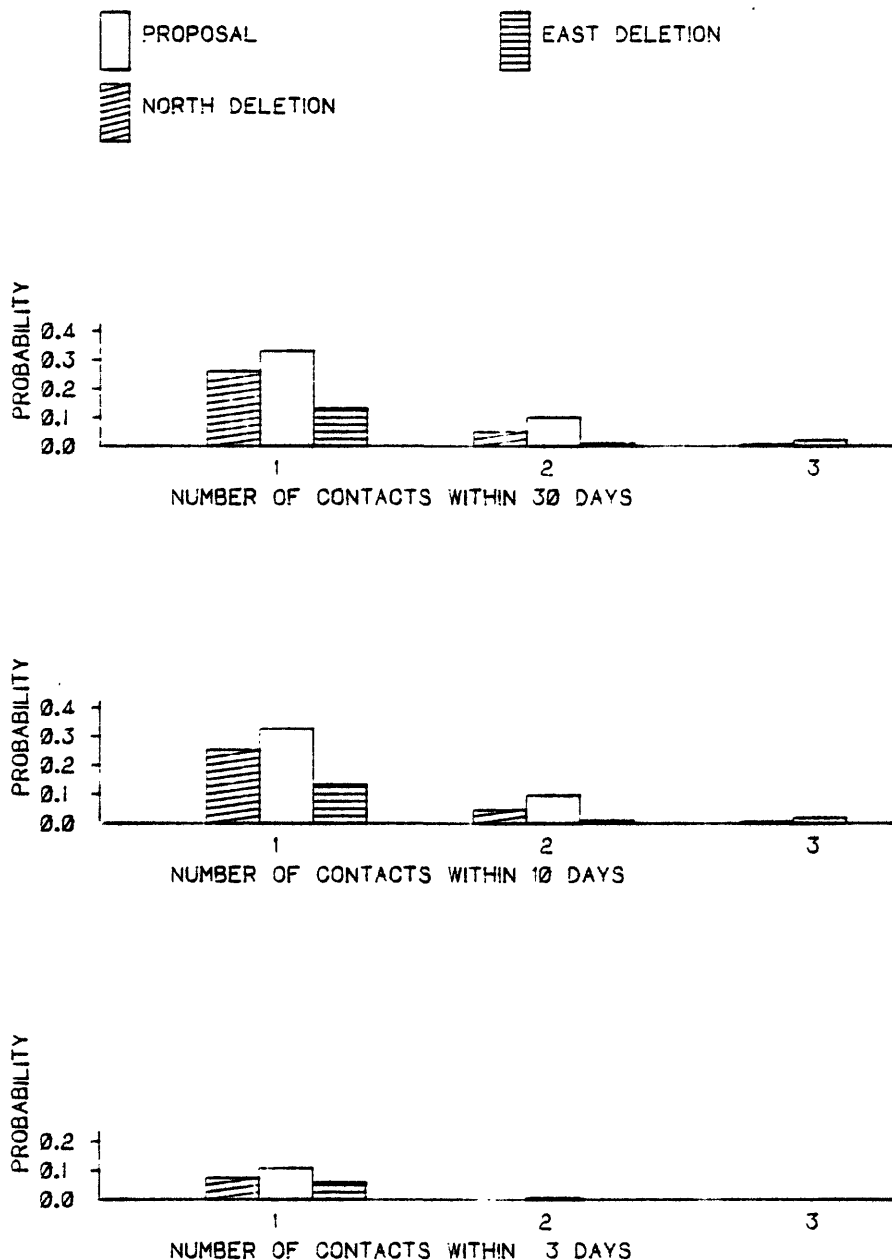 PROPOSAL
EAST DELETION
NORTH DELETION
PROBABILITY
0.4
0.3
0.2
0.1
0.0
1 2 3
NUMBER OF CONTACTS WITHIN 30 DAYS
PROBABILITY
0.4
0.3
0.2
0.1
0.0
1 2 3
NUMBER OF CONTACTS WITHIN 10 DAYS
PROBABILITY
0.2
0.1
0.0
1 2 3
NUMBER OF CONTACTS WITHIN 3 DAYS